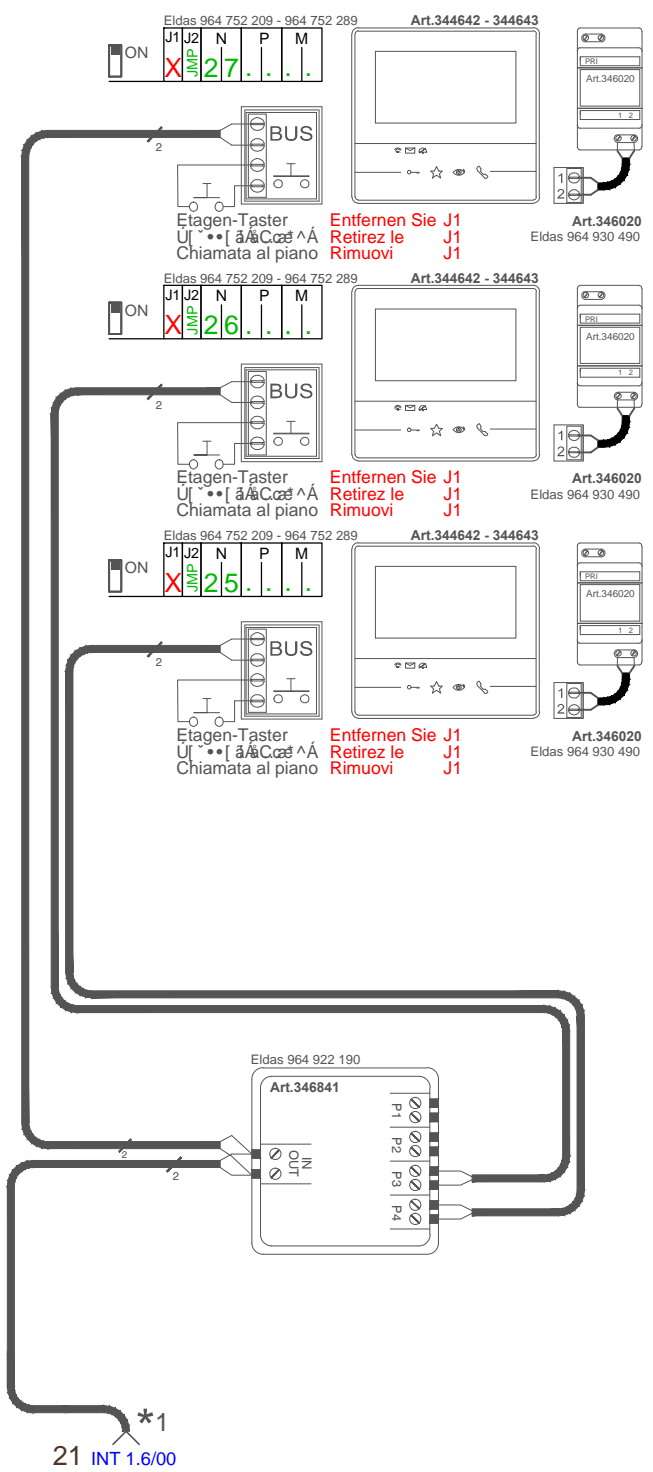 Eldas 964 752 209 - 964 752 289
Art.344642 - 344643
ON
J1 J2 N P M
X JMP 2 7 . . . .
PRI
Art.346020
1 2
BUS
2
1
2
Etagen-Taster Entfernen Sie J1
Retirez le J1
Chiamata al piano Rimuovi J1
Art.346020
Eldas 964 930 490
Eldas 964 752 209 - 964 752 289
Art.344642 - 344643
ON
J1 J2 N P M
X JMP 2 6 . . . .
PRI
Art.346020
1 2
BUS
2
1
2
Etagen-Taster Entfernen Sie J1
Retirez le J1
Chiamata al piano Rimuovi J1
Art.346020
Eldas 964 930 490
Eldas 964 752 209 - 964 752 289
Art.344642 - 344643
ON
J1 J2 N P M
X JMP 2 5 . . . .
PRI
Art.346020
1 2
BUS
2
1
2
Etagen-Taster Entfernen Sie J1
Retirez le J1
Chiamata al piano Rimuovi J1
Art.346020
Eldas 964 930 490
Eldas 964 922 190
Art.346841
P1
P2
P3
P4
IN
OUT
2
2
*1
21 INT 1.6/00